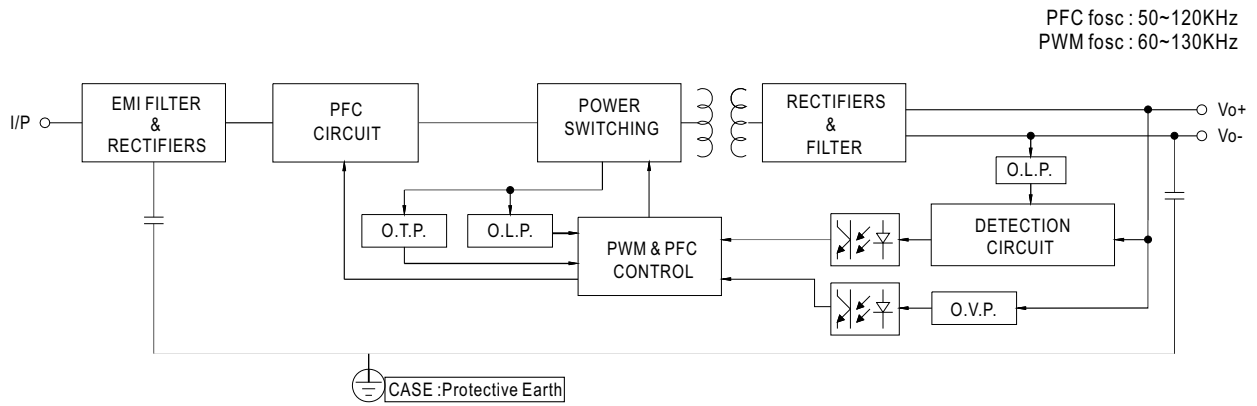 PFC fosc : 50~120KHz
PWM fosc : 60~130KHz
I/P
EMI FILTER
&
RECTIFIERS
PFC
CIRCUIT
POWER
SWITCHING
RECTIFIERS
&
FILTER
Vo+
Vo-
O.L.P.
O.T.P.
O.L.P.
PWM & PFC
CONTROL
DETECTION
CIRCUIT
O.V.P.
CASE :Protective Earth